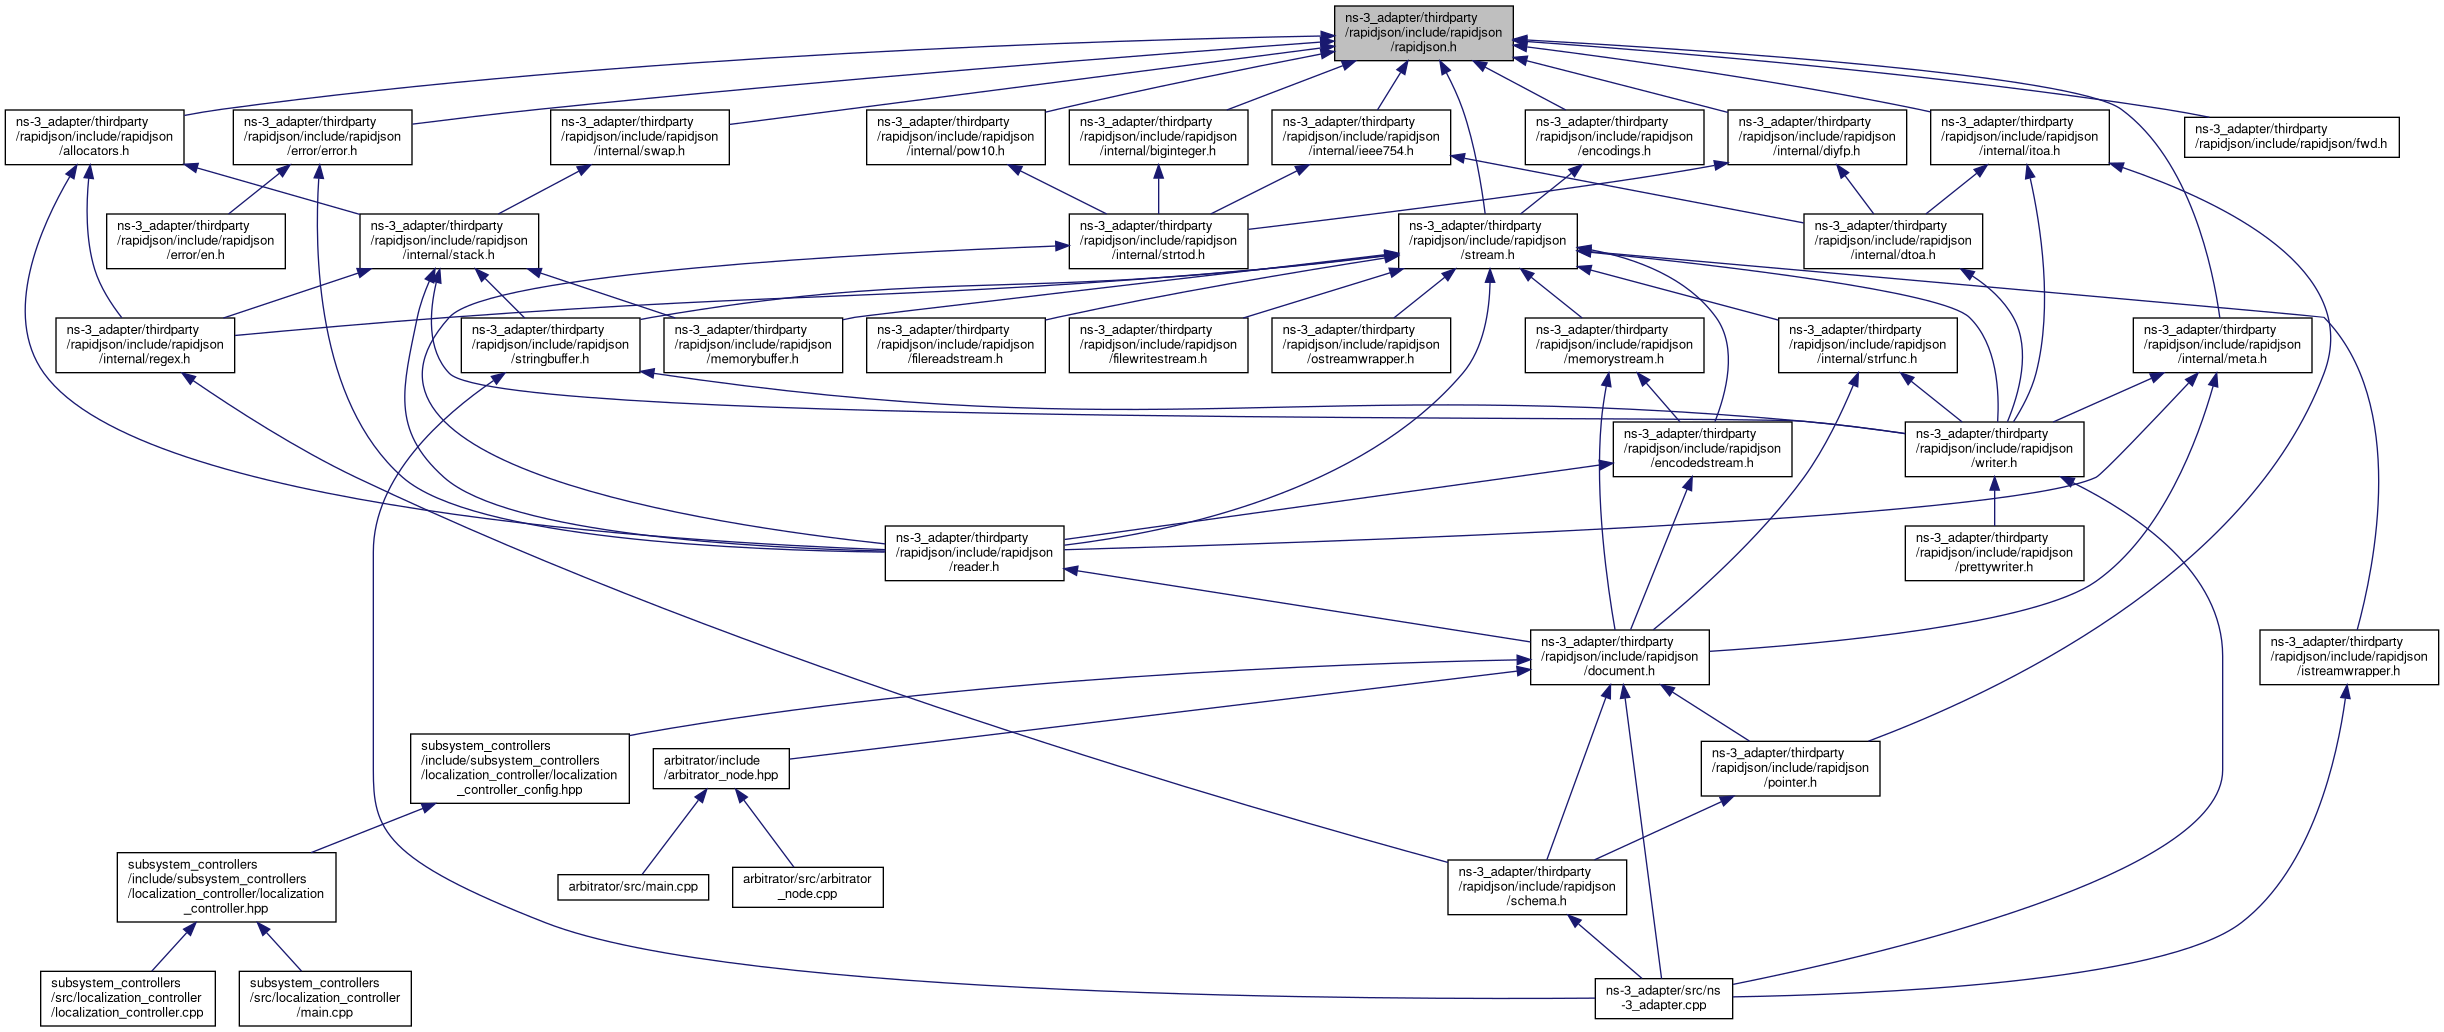 ns-3_adapter/thirdparty
/rapidjson/include/rapidjson
/rapidjson.h
ns-3_adapter/thirdparty
/rapidjson/include/rapidjson
/allocators.h
ns-3_adapter/thirdparty
/rapidjson/include/rapidjson
/error/error.h
ns-3_adapter/thirdparty
/rapidjson/include/rapidjson
/internal/swap.h
ns-3_adapter/thirdparty
/rapidjson/include/rapidjson
/internal/pow10.h
ns-3_adapter/thirdparty
/rapidjson/include/rapidjson
/internal/biginteger.h
ns-3_adapter/thirdparty
/rapidjson/include/rapidjson
/internal/ieee754.h
ns-3_adapter/thirdparty
/rapidjson/include/rapidjson
/encodings.h
ns-3_adapter/thirdparty
/rapidjson/include/rapidjson
/internal/diyfp.h
ns-3_adapter/thirdparty
/rapidjson/include/rapidjson
/internal/itoa.h
ns-3_adapter/thirdparty
/rapidjson/include/rapidjson/fwd.h
ns-3_adapter/thirdparty
/rapidjson/include/rapidjson
/error/en.h
ns-3_adapter/thirdparty
/rapidjson/include/rapidjson
/internal/stack.h
ns-3_adapter/thirdparty
/rapidjson/include/rapidjson
/internal/strtod.h
ns-3_adapter/thirdparty
/rapidjson/include/rapidjson
/stream.h
ns-3_adapter/thirdparty
/rapidjson/include/rapidjson
/internal/dtoa.h
ns-3_adapter/thirdparty
/rapidjson/include/rapidjson
/internal/regex.h
ns-3_adapter/thirdparty
/rapidjson/include/rapidjson
/stringbuffer.h
ns-3_adapter/thirdparty
/rapidjson/include/rapidjson
/memorybuffer.h
ns-3_adapter/thirdparty
/rapidjson/include/rapidjson
/filereadstream.h
ns-3_adapter/thirdparty
/rapidjson/include/rapidjson
/filewritestream.h
ns-3_adapter/thirdparty
/rapidjson/include/rapidjson
/ostreamwrapper.h
ns-3_adapter/thirdparty
/rapidjson/include/rapidjson
/memorystream.h
ns-3_adapter/thirdparty
/rapidjson/include/rapidjson
/internal/strfunc.h
ns-3_adapter/thirdparty
/rapidjson/include/rapidjson
/internal/meta.h
ns-3_adapter/thirdparty
/rapidjson/include/rapidjson
/encodedstream.h
ns-3_adapter/thirdparty
/rapidjson/include/rapidjson
/writer.h
ns-3_adapter/thirdparty
/rapidjson/include/rapidjson
/reader.h
ns-3_adapter/thirdparty
/rapidjson/include/rapidjson
/prettywriter.h
ns-3_adapter/thirdparty
/rapidjson/include/rapidjson
/document.h
ns-3_adapter/thirdparty
/rapidjson/include/rapidjson
/istreamwrapper.h
subsystem_controllers
/include/subsystem_controllers
/localization_controller/localization
_controller_config.hpp
arbitrator/include
/arbitrator_node.hpp
ns-3_adapter/thirdparty
/rapidjson/include/rapidjson
/pointer.h
subsystem_controllers
/include/subsystem_controllers
/localization_controller/localization
_controller.hpp
arbitrator/src/main.cpp
arbitrator/src/arbitrator
_node.cpp
ns-3_adapter/thirdparty
/rapidjson/include/rapidjson
/schema.h
subsystem_controllers
/src/localization_controller
/localization_controller.cpp
subsystem_controllers
/src/localization_controller
/main.cpp
ns-3_adapter/src/ns
-3_adapter.cpp